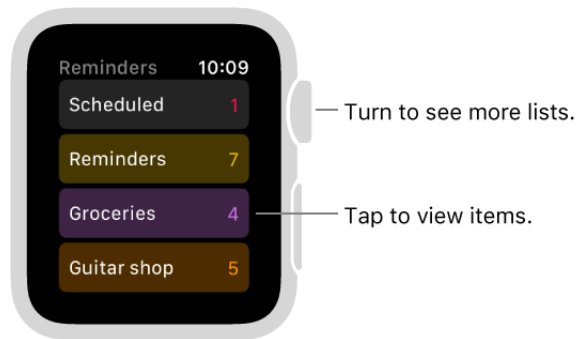 Reminders 10:09
Scheduled 1
Turn to see more lists.
Reminders 7
Groceries 4
Tap to view items.
Guitar shop 5